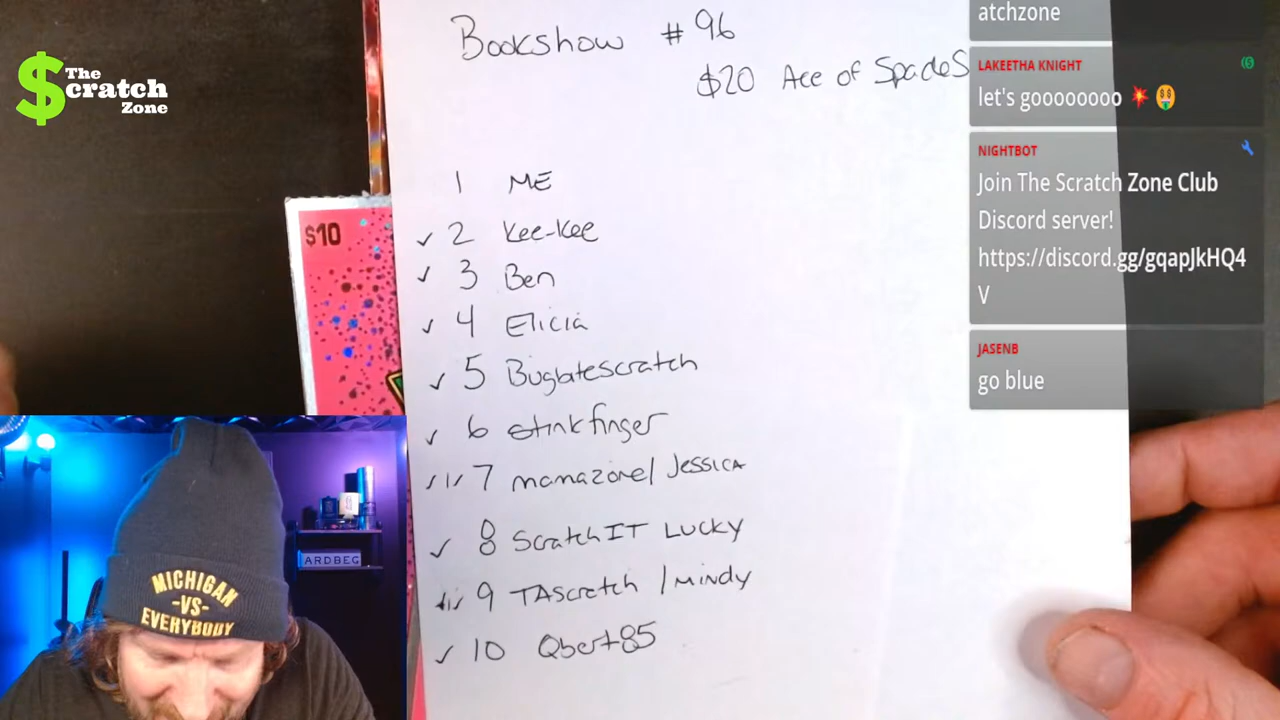 The
$cratch
Zone
Bookshow # 96
$20 Ace of Spades
1 ME
✓ 2 Kee-Kee
✓ 3 Ben
✓ 4 Elicia
✓ 5 Buglatescratch
✓ 6 stinkfinger
✓/✓ 7 mamazone/ Jessica
✓ 8 ScratchIT Lucky
✓/✓ 9 TAscratch /mindy
✓ 10 Qbert85
$10
atchzone
LAKEETHA KNIGHT
let's goooooooo 💥 🤑
NIGHTBOT
Join The Scratch Zone Club
Discord server!
https://discord.gg/gqapJkHQ4
V
JASENB
go blue
ARDBEG
MICHIGAN
-VS-
EVERYBODY